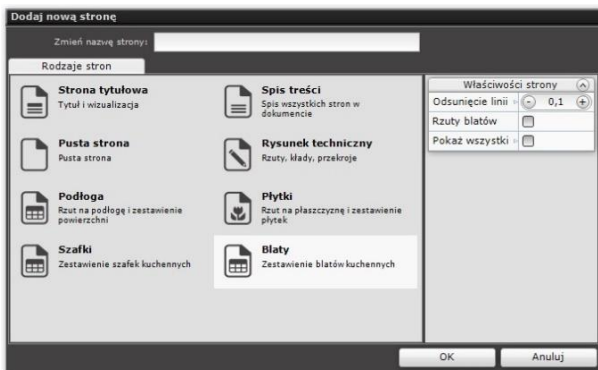 Dodaj nową stronę
Zmień nazwę strony:
Rodzaje stron
Strona tytułowa
Tytuł i wizualizacja
Spis treści
Spis wszystkich stron w
dokumencie
Pusta strona
Pusta strona
Rysunek techniczny
Rzuty, kłady, przekroje
Podłoga
Rzut na podłogę i zestawienie
powierzchni
Płytki
Rzut na płaszczyznę i zestawienie
płytek
Szafki
Zestawienie szafek kuchennych
Blaty
Zestawienie blatów kuchennych
Właściwości strony
Odsunięcie linii 0,1
Rzuty blatów
Pokaż wszystki
OK Anuluj